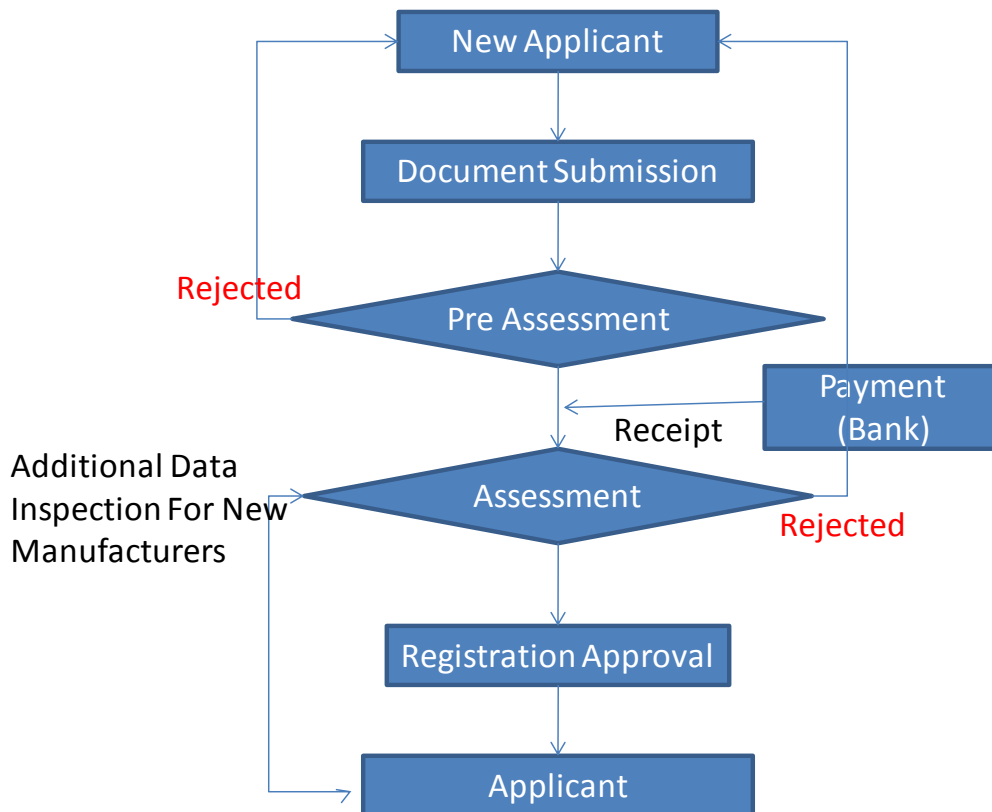 New Applicant
Document Submission
Rejected
Pre Assessment
Payment
(Bank)
Receipt
Additional Data
Inspection For New
Manufacturers
Assessment
Rejected
Registration Approval
Applicant